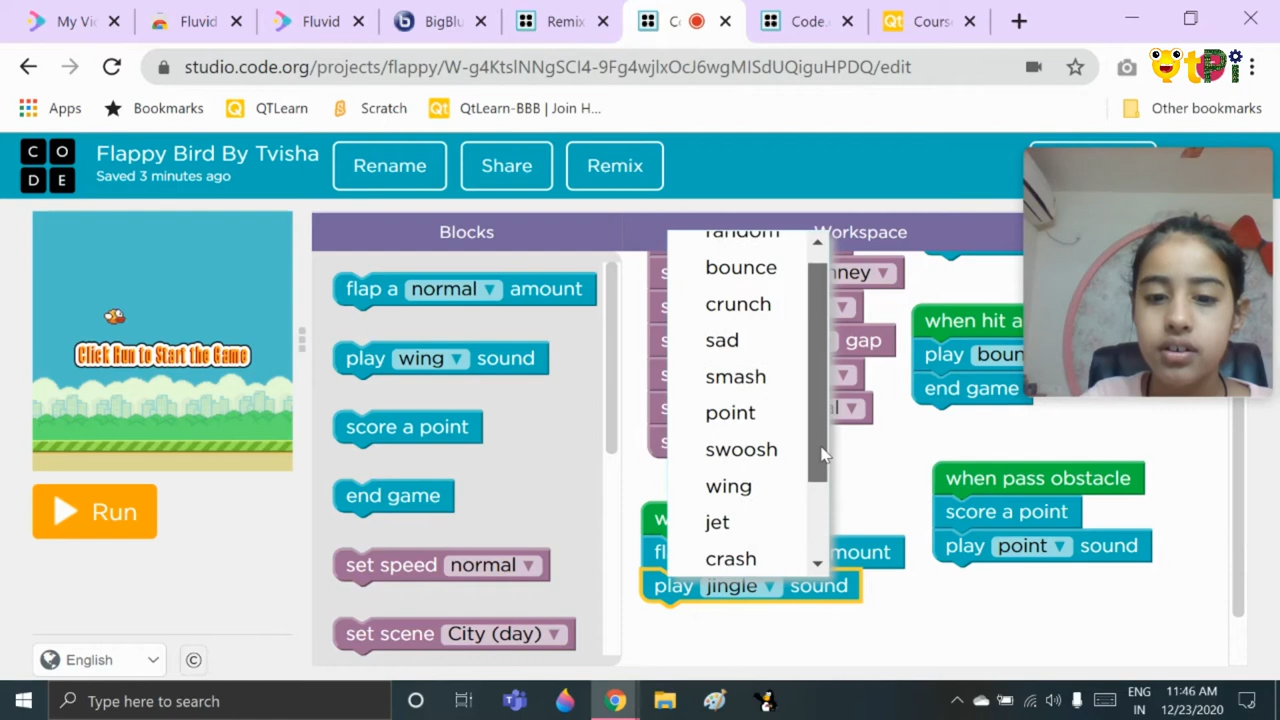 My Vi
Fluvid
Fluvid
BigBlu
Remix
Code.
Qt
Course
studio.code.org/projects/flappy/Wg4KtslNNgSCI4-9Fg4wjlxOcJ6wgMISdUQiguHPDQ/edit
QtPi
Apps
Bookmarks
QTLearn
Scratch
QtLearn-BBB | Join H...
Other bookmarks
CODE
Flappy Bird By Tvisha
Saved 3 minutes ago
Rename
Share
Remix
Click Run to Start the Game
Run
English
©
Blocks
flap a normal amount
play wing sound
score a point
end game
set speed normal
set scene City (day)
Workspace
random
bounce
crunch
sad
smash
point
swoosh
wing
jet
crash
gap
amount
play jingle sound
when hit a
play boun
end game
when pass obstacle
score a point
play point sound
Type here to search
ENG
IN
11:46 AM
12/23/2020